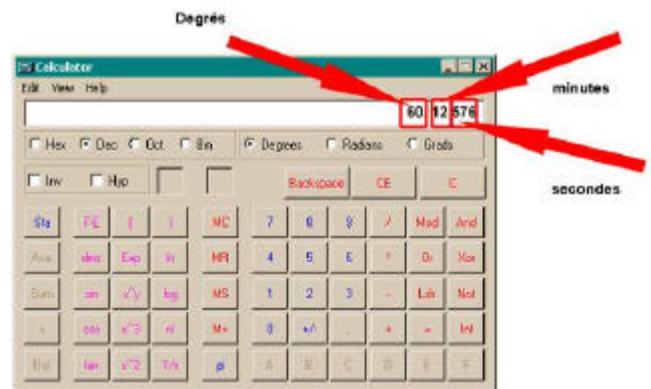 Degrés
Calculator
Edit View Help
minutes
60 12 576
Hex Dec Oct Bin Degrees Radians Grads
secondes
Inv Hyp Backspace CE C
Sta F-E ( ) MC 7 8 9 / Mod And
Ave dms Exp ln MR 4 5 6 * Or Xor
Sum sin x^y log MS 1 2 3 - Lsh Not
s cos x^3 n! M+ 0 +/- . + = Int
Dat tan x^2 1/x pi A B C D E F